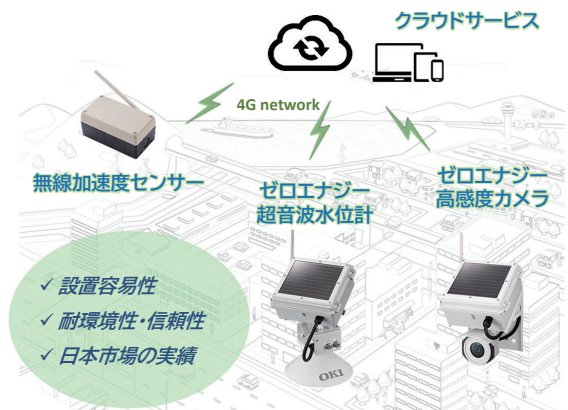 クラウドサービス
4G network
無線加速度センサー
ゼロエナジー
超音波水位計
ゼロエナジー
高感度カメラ
✓ 設置容易性
✓ 耐環境性・信頼性
✓ 日本市場の実績
OKI